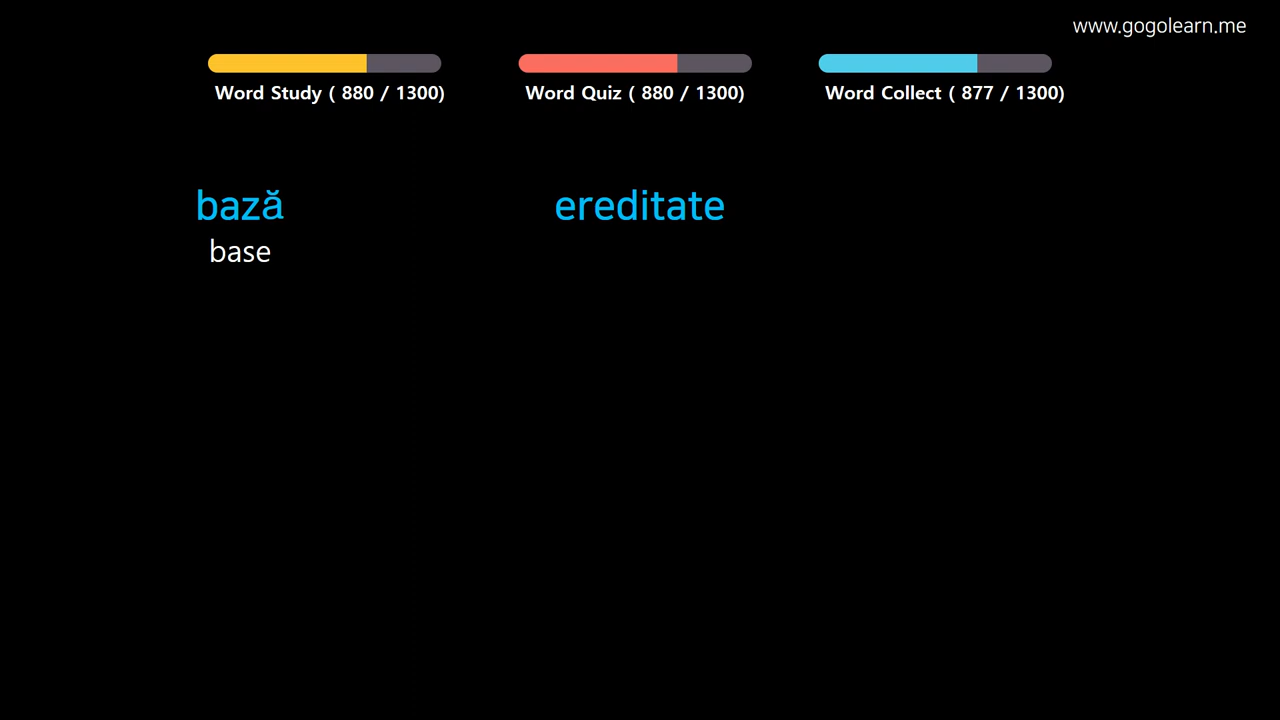 www.gogolearn.me
Word Study ( 880 / 1300)
Word Quiz ( 880 / 1300)
Word Collect ( 877 / 1300)
bază
ereditate
base